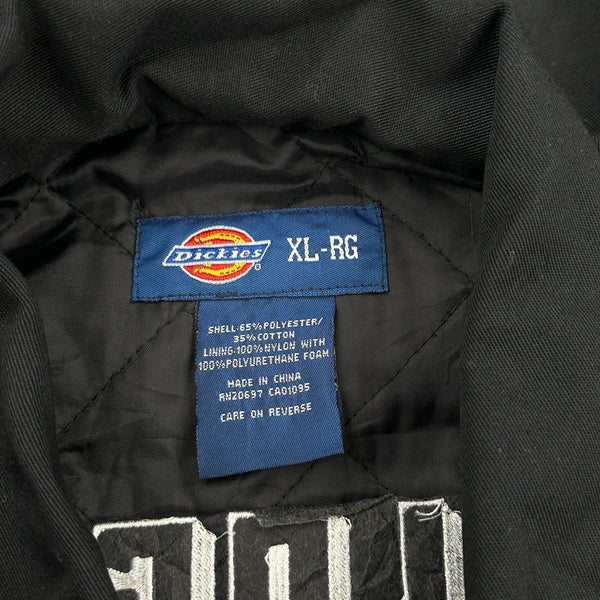 Dickies® XL-RG
SHELL:65%POLYESTER/
35%COTTON
LINING:100%NYLON WITH
100%POLYURETHANE FOAM
MADE IN CHINA
RN20697 CA01095
CARE ON REVERSE